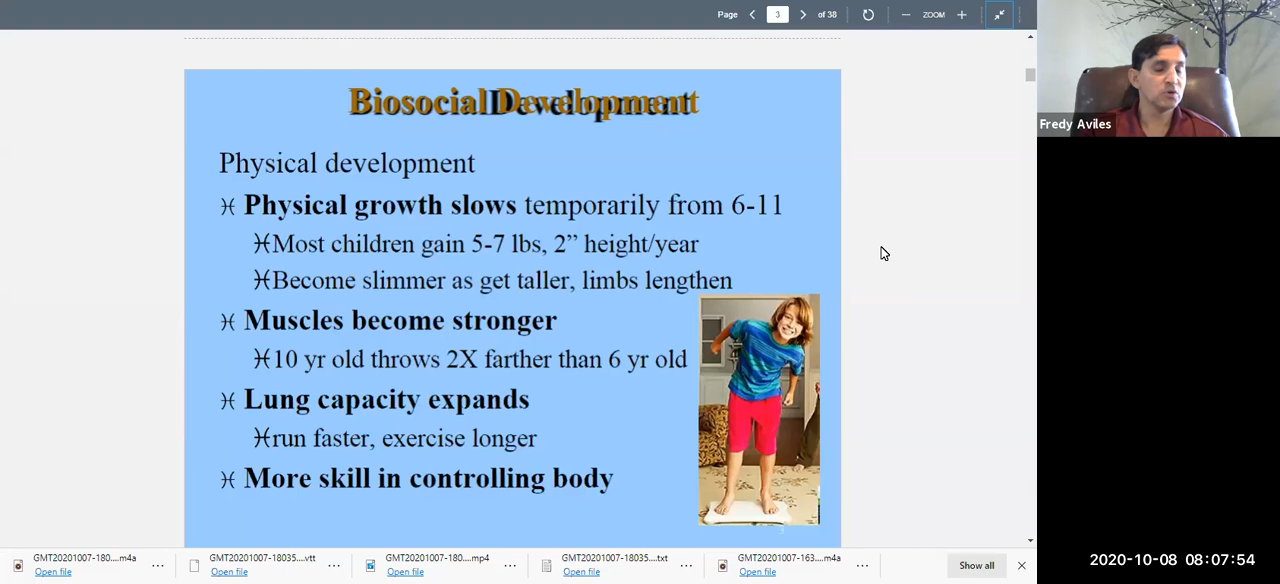 Page 3 of 38 ZOOM
Fredy Aviles
Biosocial Development
Physical development
Physical growth slows temporarily from 6-11
Most children gain 5-7 lbs, 2” height/year
Become slimmer as get taller, limbs lengthen
Muscles become stronger
10 yr old throws 2X farther than 6 yr old
Lung capacity expands
run faster, exercise longer
More skill in controlling body
3
GMT20201007-180....m4a
Open file
GMT20201007-18035....vtt
Open file
GMT20201007-180....mp4
Open file
GMT20201007-18035....txt
Open file
GMT20201007-163....m4a
Open file
Show all
2020-10-08 08:07:54